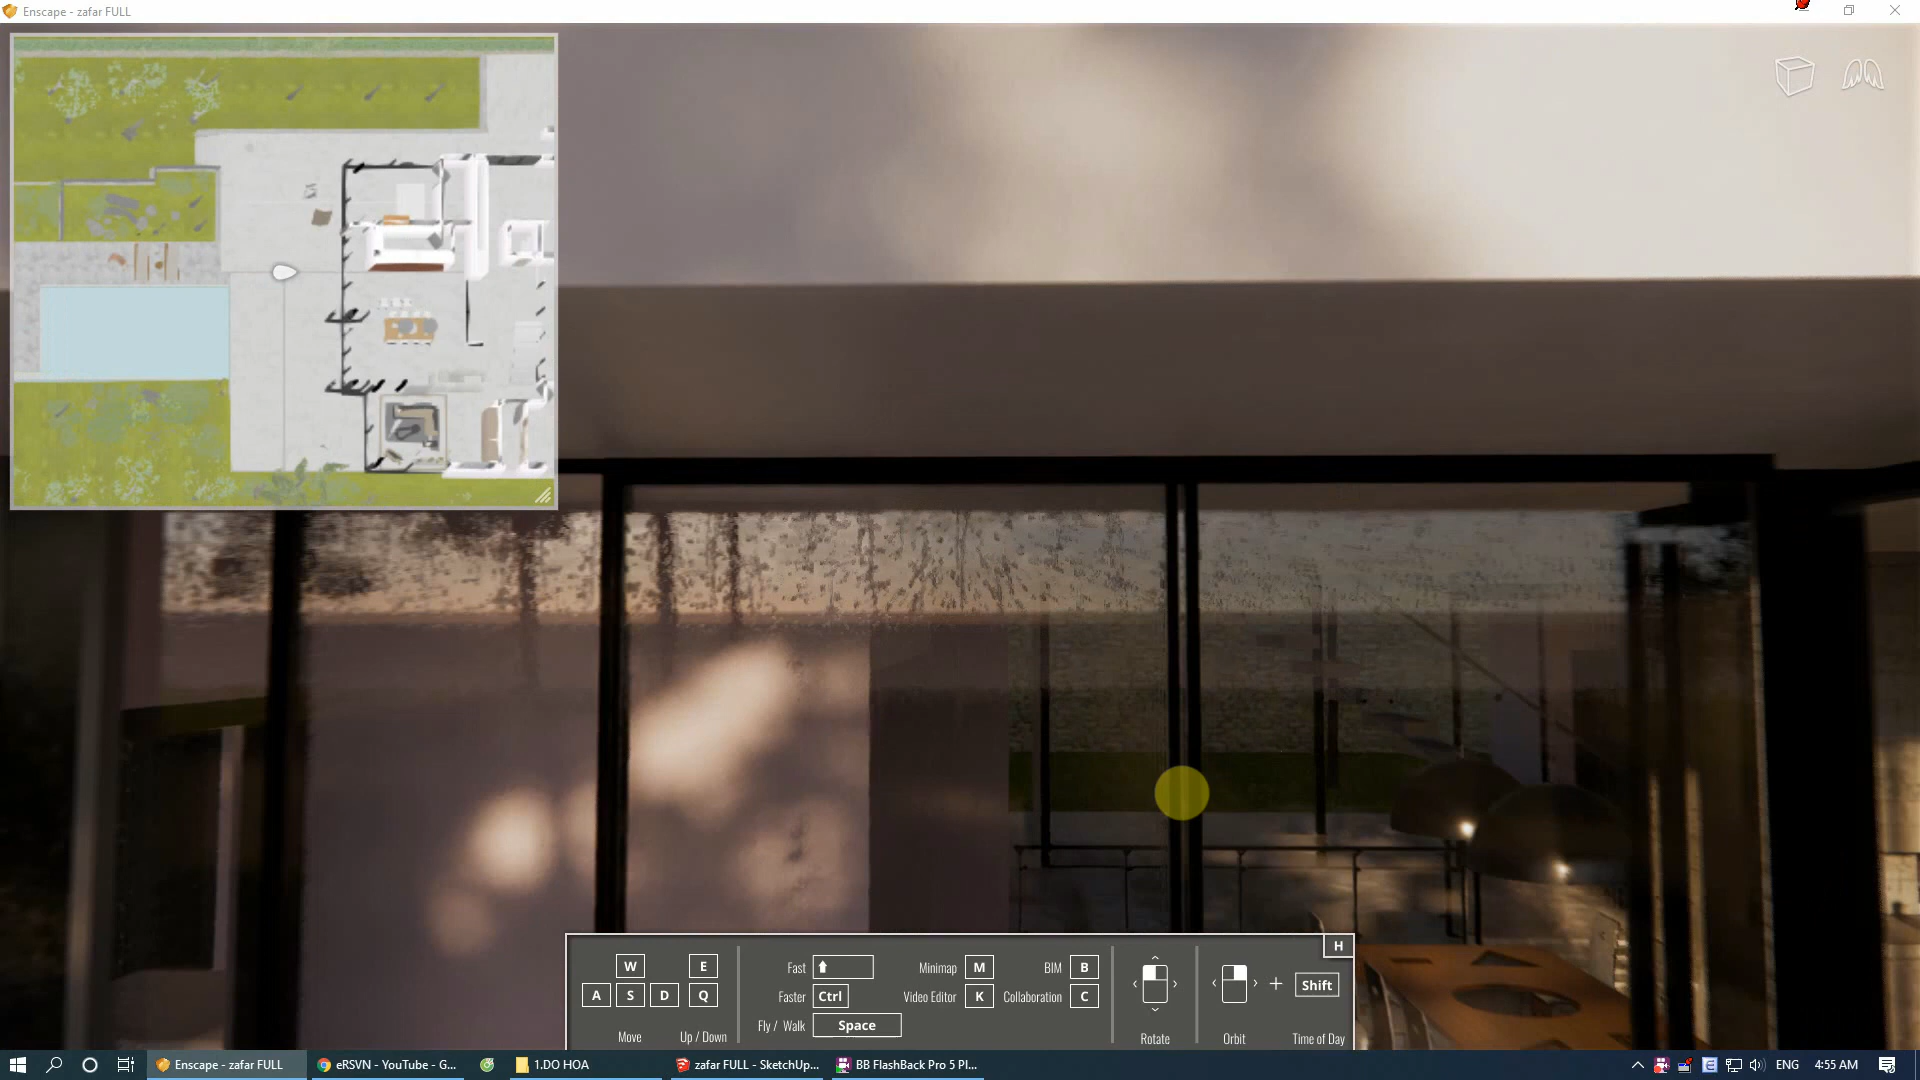 Enscape - zafar FULL
H
W E
A S D Q
Move Up / Down
Fast
Faster Ctrl
Fly / Walk Space
Minimap M BIM B
Video Editor K Collaboration C
Rotate
Orbit
+ Shift
Time of Day
Enscape - zafar FULL
eRSVN - YouTube - G...
1.DO HOA
zafar FULL - SketchUp...
BB FlashBack Pro 5 Pl...
ENG
4:55 AM